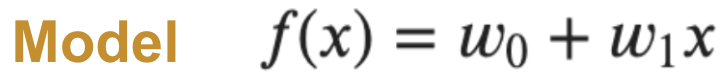 Model f(x) = w₀ + w₁x